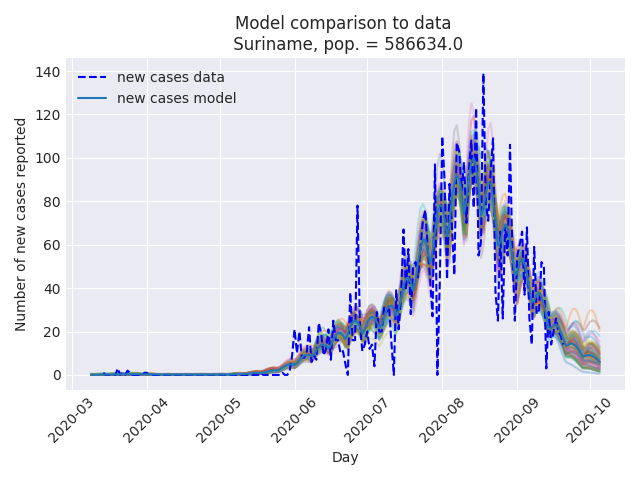 Model comparison to data
Suriname, pop. = 586634.0
new cases data
new cases model
Number of new cases reported
140
120
100
80
60
40
20
0
2020-03
2020-04
2020-05
2020-06
2020-07
2020-08
2020-09
2020-10
Day